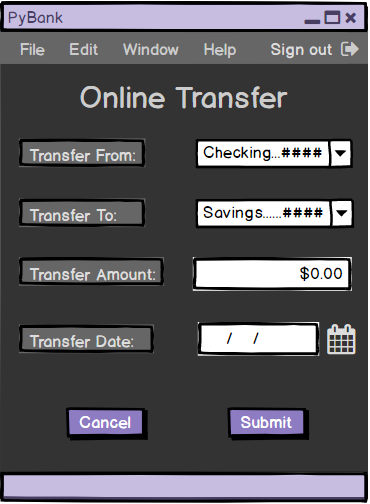 PyBank
File Edit Window Help Sign out
Online Transfer
Transfer From: Checking...####
Transfer To: Savings......####
Transfer Amount: $0.00
Transfer Date: / /
Cancel Submit